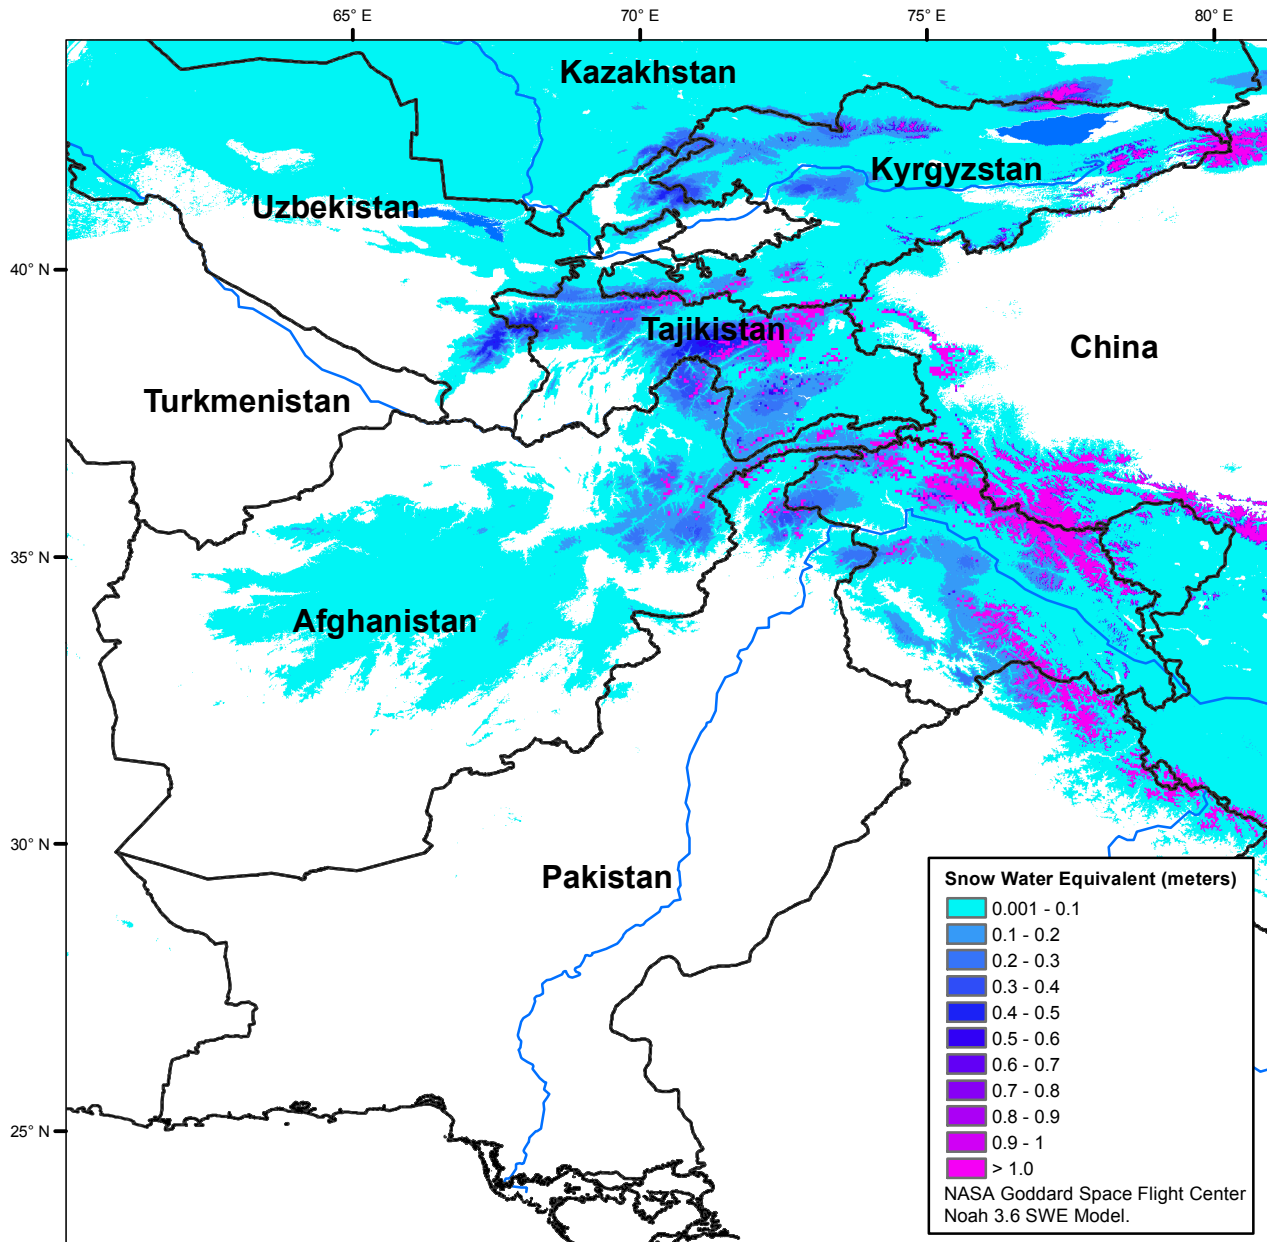 65° E
70° E
75° E
80° E
Kazakhstan
Kyrgyzstan
Uzbekistan
40° N
Tajikistan
China
Turkmenistan
35° N
Afghanistan
30° N
Pakistan
25° N
Snow Water Equivalent (meters)
0.001 - 0.1
0.1 - 0.2
0.2 - 0.3
0.3 - 0.4
0.4 - 0.5
0.5 - 0.6
0.6 - 0.7
0.7 - 0.8
0.8 - 0.9
0.9 - 1
> 1.0
NASA Goddard Space Flight Center
Noah 3.6 SWE Model.